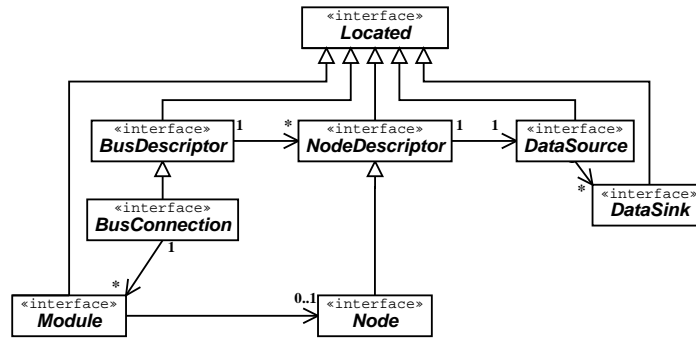 «interface»
Located
«interface»
BusDescriptor
1
*
«interface»
NodeDescriptor
1
1
«interface»
DataSource
*
«interface»
DataSink
«interface»
BusConnection
1
*
«interface»
Module
0..1
«interface»
Node